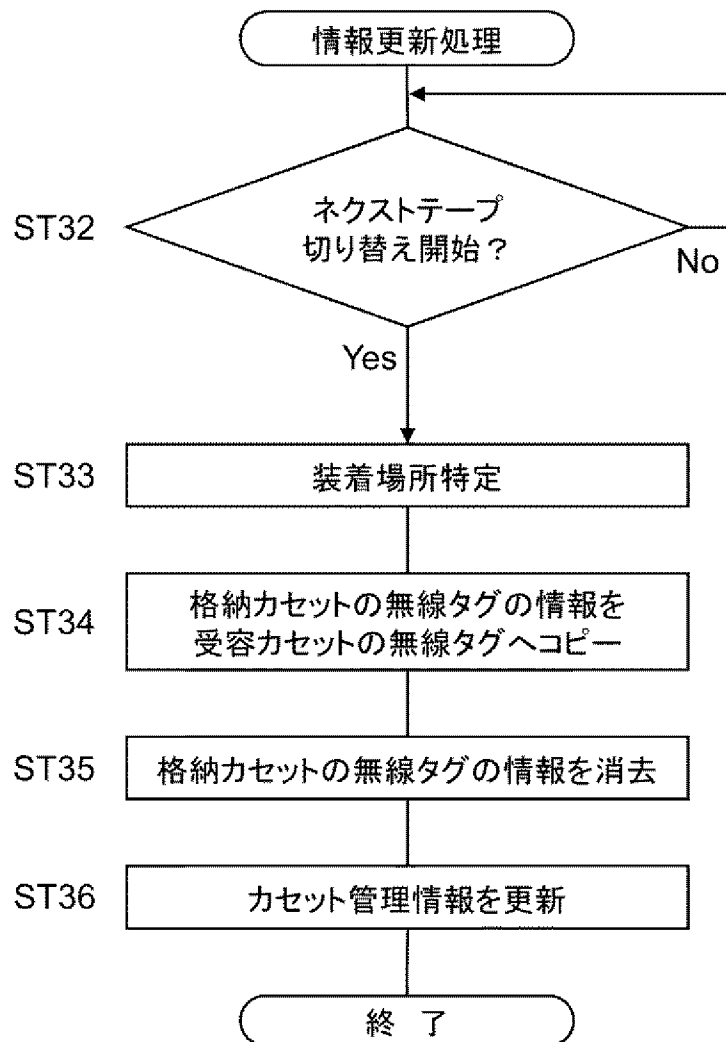 情報更新処理
ST32
ネクストテープ
切り替え開始？
No
Yes
ST33
装着場所特定
ST34
格納カセットの無線タグの情報を
受容カセットの無線タグへコピー
ST35
格納カセットの無線タグの情報を消去
ST36
カセット管理情報を更新
終 了